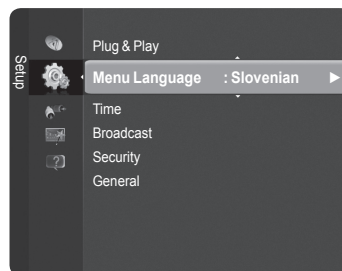 Setup
Plug & Play
Menu Language : Slovenian
Time
Broadcast
Security
General